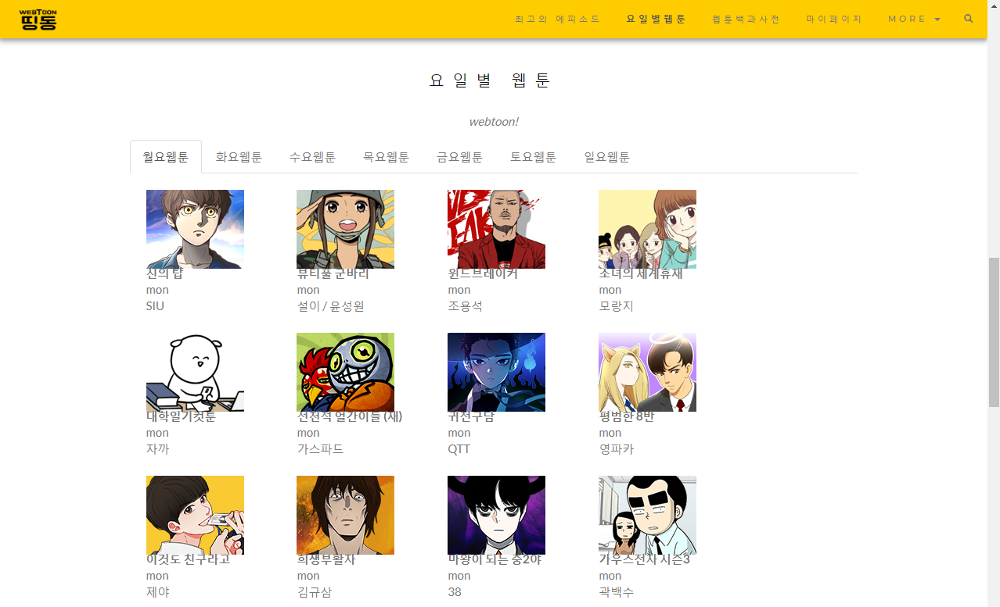 WEBTOON
띵동
최고의 에피소드 요일별웹툰 웹툰백과사전 마이페이지 MORE
요일별 웹툰
webtoon!
월요웹툰 화요웹툰 수요웹툰 목요웹툰 금요웹툰 토요웹툰 일요웹툰
신의 탑 뷰티풀 군바리 윈드브레이커 소녀의 세계휴재
mon mon mon mon
SIU 설이 / 윤성원 조용석 모랑지
대학일기컷툰 선천적 얼간이들 (재) 귀전구담 평범한 8반
mon mon mon mon
자까 가스파드 QTT 영파카
이것도 친구라고 희생부활자 마왕이 되는 중2야 가우스전자 시즌3
mon mon mon mon
제야 김규삼 38 곽백수